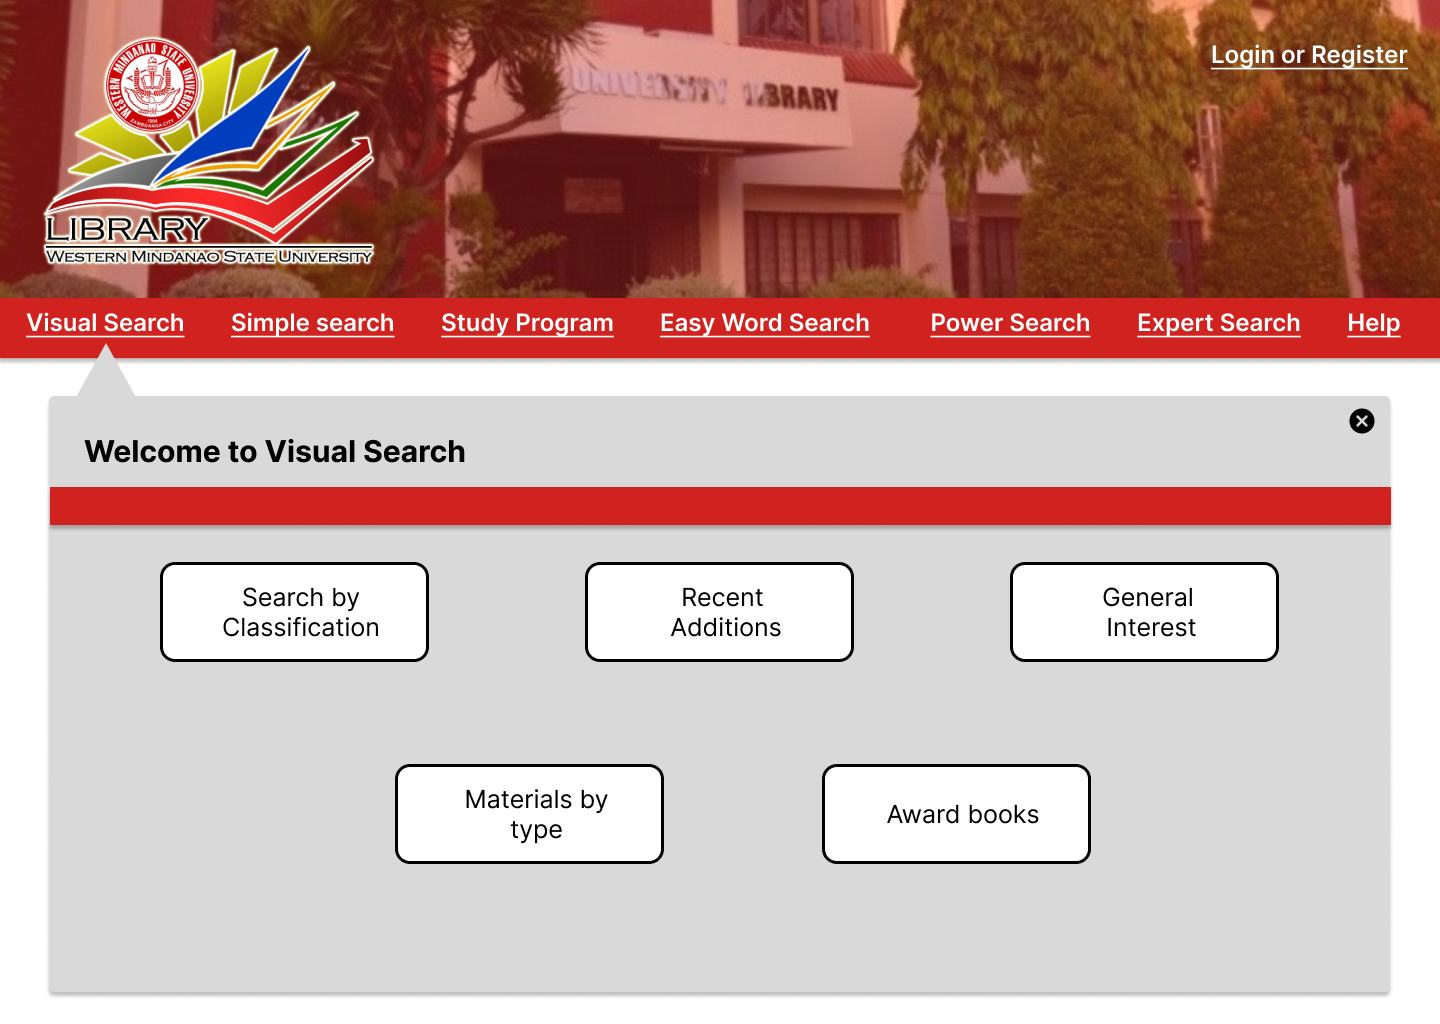 WESTERN MINDANAO STATE UNIVERSITY
1904
ZAMBOANGA CITY
LIBRARY
WESTERN MINDANAO STATE UNIVERSITY
UNIVERSITY LIBRARY
Login or Register
Visual Search Simple search Study Program Easy Word Search Power Search Expert Search Help
Welcome to Visual Search
Search by
Classification
Recent
Additions
General
Interest
Materials by
type
Award books